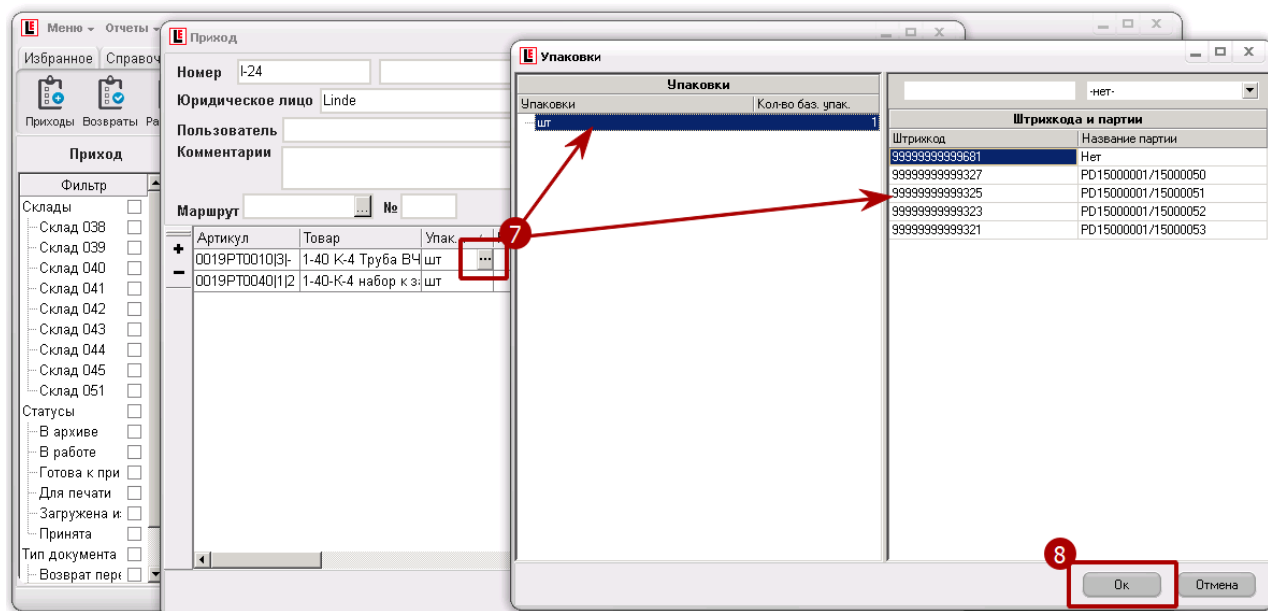 Меню Отчеты
Избранное Справоч
Приходы Возвраты Ра
Приход
Фильтр
Склады
Склад 038
Склад 039
Склад 040
Склад 041
Склад 042
Склад 043
Склад 044
Склад 045
Склад 051
Статусы
В архиве
В работе
Готова к при
Для печати
Загружена и
Принята
Тип документа
Возврат пере
Приход
Номер I-24
Юридическое лицо Linde
Пользователь
Комментарии
Маршрут ... №
Артикул Товар Упак.
0019PT0010|3|- 1-40 К-4 Труба ВЧ шт ...
0019PT0040|1|2 1-40-К-4 набор к з шт
7
Упаковки
Упаковки
Упаковки Кол-во баз. упак.
шт 1
-нет-
Штрихкода и партии
Штрихкод Название партии
99999999999681 Нет
99999999999327 PD15000001/15000050
99999999999325 PD15000001/15000051
99999999999323 PD15000001/15000052
99999999999321 PD15000001/15000053
8
Ок Отмена